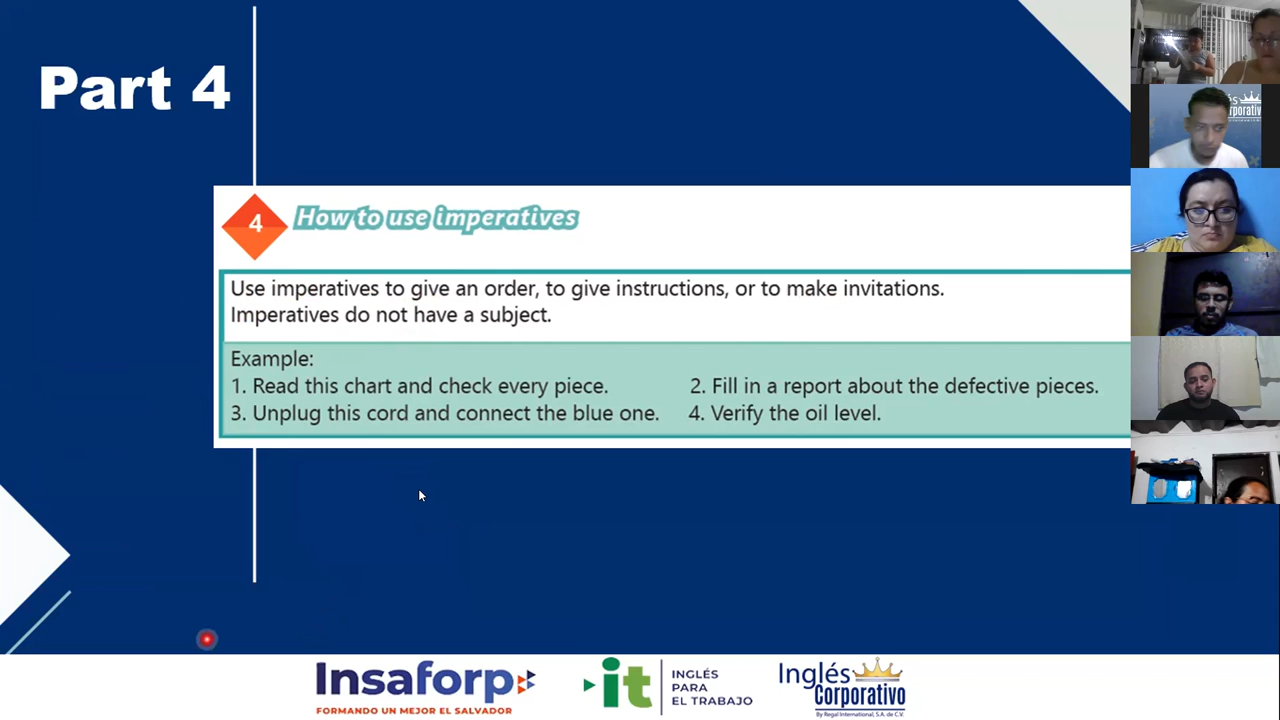 Part 4
4
How to use imperatives
Use imperatives to give an order, to give instructions, or to make invitations.
Imperatives do not have a subject.
Example:
1. Read this chart and check every piece.
2. Fill in a report about the defective pieces.
3. Unplug this cord and connect the blue one.
4. Verify the oil level.
Insaforp
FORMANDO UN MEJOR EL SALVADOR
it
INGLÉS
PARA
EL TRABAJO
Inglés
Corporativo
By Regal International, S.A. de C.V.